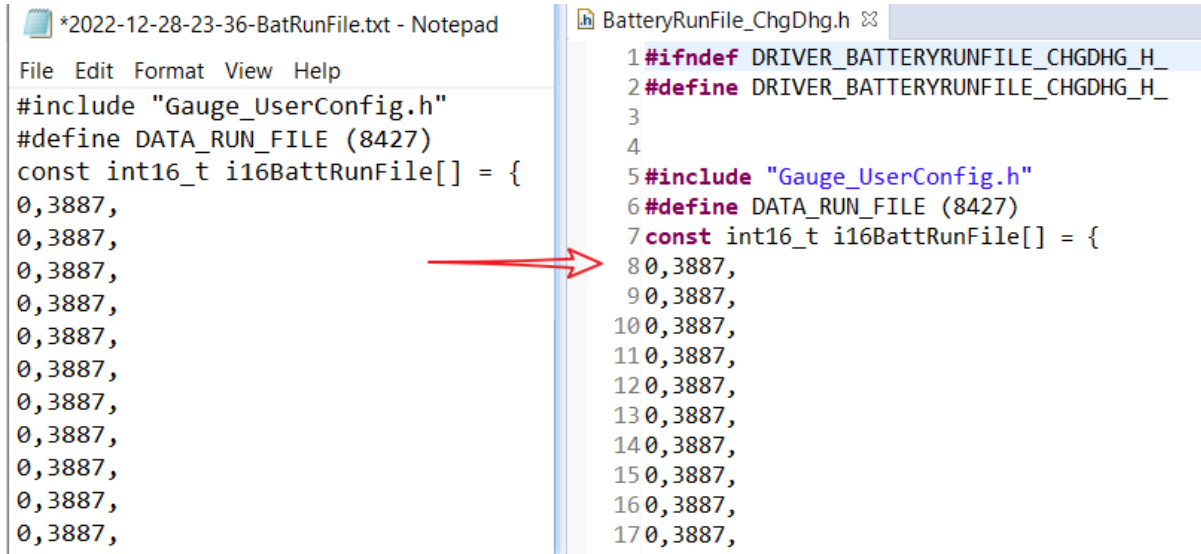 *2022-12-28-23-36-BatRunFile.txt - Notepad
File Edit Format View Help
#include "Gauge_UserConfig.h"
#define DATA_RUN_FILE (8427)
const int16_t i16BattRunFile[] = {
0,3887,
0,3887,
0,3887,
0,3887,
0,3887,
0,3887,
0,3887,
0,3887,
0,3887,
0,3887,
0,3887,
.h BatteryRunFile_ChgDhg.h
1 #ifndef DRIVER_BATTERYRUNFILE_CHGDHG_H_
2 #define DRIVER_BATTERYRUNFILE_CHGDHG_H_
3
4
5 #include "Gauge_UserConfig.h"
6 #define DATA_RUN_FILE (8427)
7 const int16_t i16BattRunFile[] = {
8 0,3887,
9 0,3887,
10 0,3887,
11 0,3887,
12 0,3887,
13 0,3887,
14 0,3887,
15 0,3887,
16 0,3887,
17 0,3887,